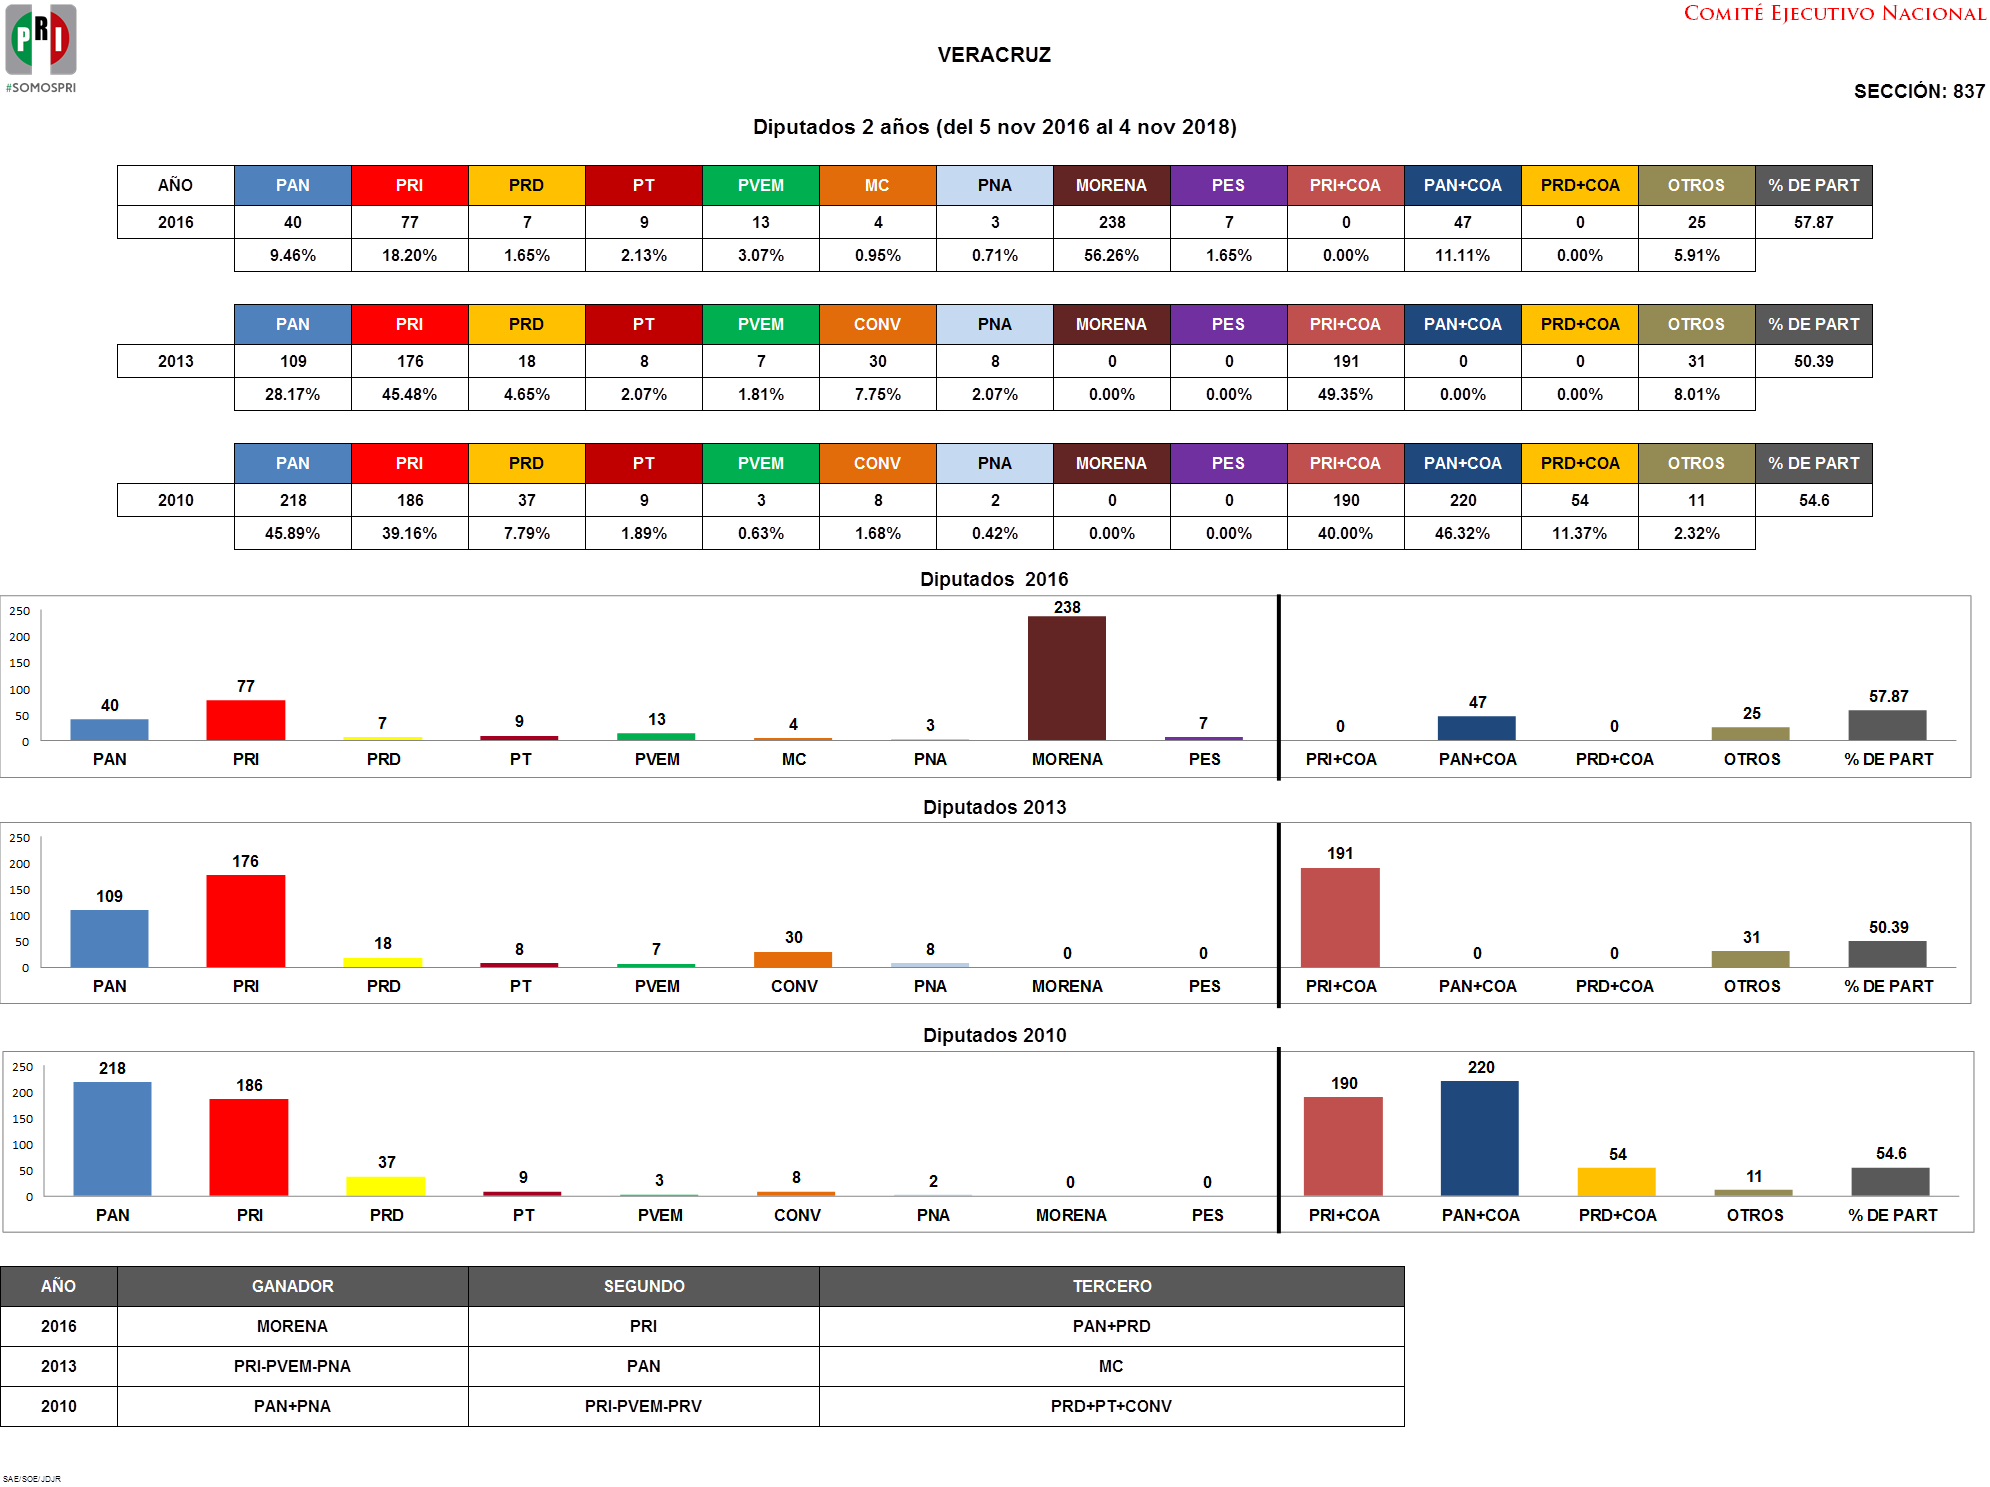 PRI
#SOMOSPRI
COMITÉ EJECUTIVO NACIONAL
VERACRUZ
SECCIÓN: 837
Diputados 2 años (del 5 nov 2016 al 4 nov 2018)
AÑO PAN PRI PRD PT PVEM MC PNA MORENA PES PRI+COA PAN+COA PRD+COA OTROS % DE PART
2016 40 77 7 9 13 4 3 238 7 0 47 0 25 57.87
9.46% 18.20% 1.65% 2.13% 3.07% 0.95% 0.71% 56.26% 1.65% 0.00% 11.11% 0.00% 5.91%
PAN PRI PRD PT PVEM CONV PNA MORENA PES PRI+COA PAN+COA PRD+COA OTROS % DE PART
2013 109 176 18 8 7 30 8 0 0 191 0 0 31 50.39
28.17% 45.48% 4.65% 2.07% 1.81% 7.75% 2.07% 0.00% 0.00% 49.35% 0.00% 0.00% 8.01%
PAN PRI PRD PT PVEM CONV PNA MORENA PES PRI+COA PAN+COA PRD+COA OTROS % DE PART
2010 218 186 37 9 3 8 2 0 0 190 220 54 11 54.6
45.89% 39.16% 7.79% 1.89% 0.63% 1.68% 0.42% 0.00% 0.00% 40.00% 46.32% 11.37% 2.32%
Diputados 2016
250
200
150
100
50
0
40 77 7 9 13 4 3 238 7 0 47 0 25 57.87
PAN PRI PRD PT PVEM MC PNA MORENA PES PRI+COA PAN+COA PRD+COA OTROS % DE PART
Diputados 2013
250
200
150
100
50
0
109 176 18 8 7 30 8 0 0 191 0 0 31 50.39
PAN PRI PRD PT PVEM CONV PNA MORENA PES PRI+COA PAN+COA PRD+COA OTROS % DE PART
Diputados 2010
250
200
150
100
50
0
218 186 37 9 3 8 2 0 0 190 220 54 11 54.6
PAN PRI PRD PT PVEM CONV PNA MORENA PES PRI+COA PAN+COA PRD+COA OTROS % DE PART
AÑO GANADOR SEGUNDO TERCERO
2016 MORENA PRI PAN+PRD
2013 PRI-PVEM-PNA PAN MC
2010 PAN+PNA PRI-PVEM-PRV PRD+PT+CONV
SAE/SOE/JDJR